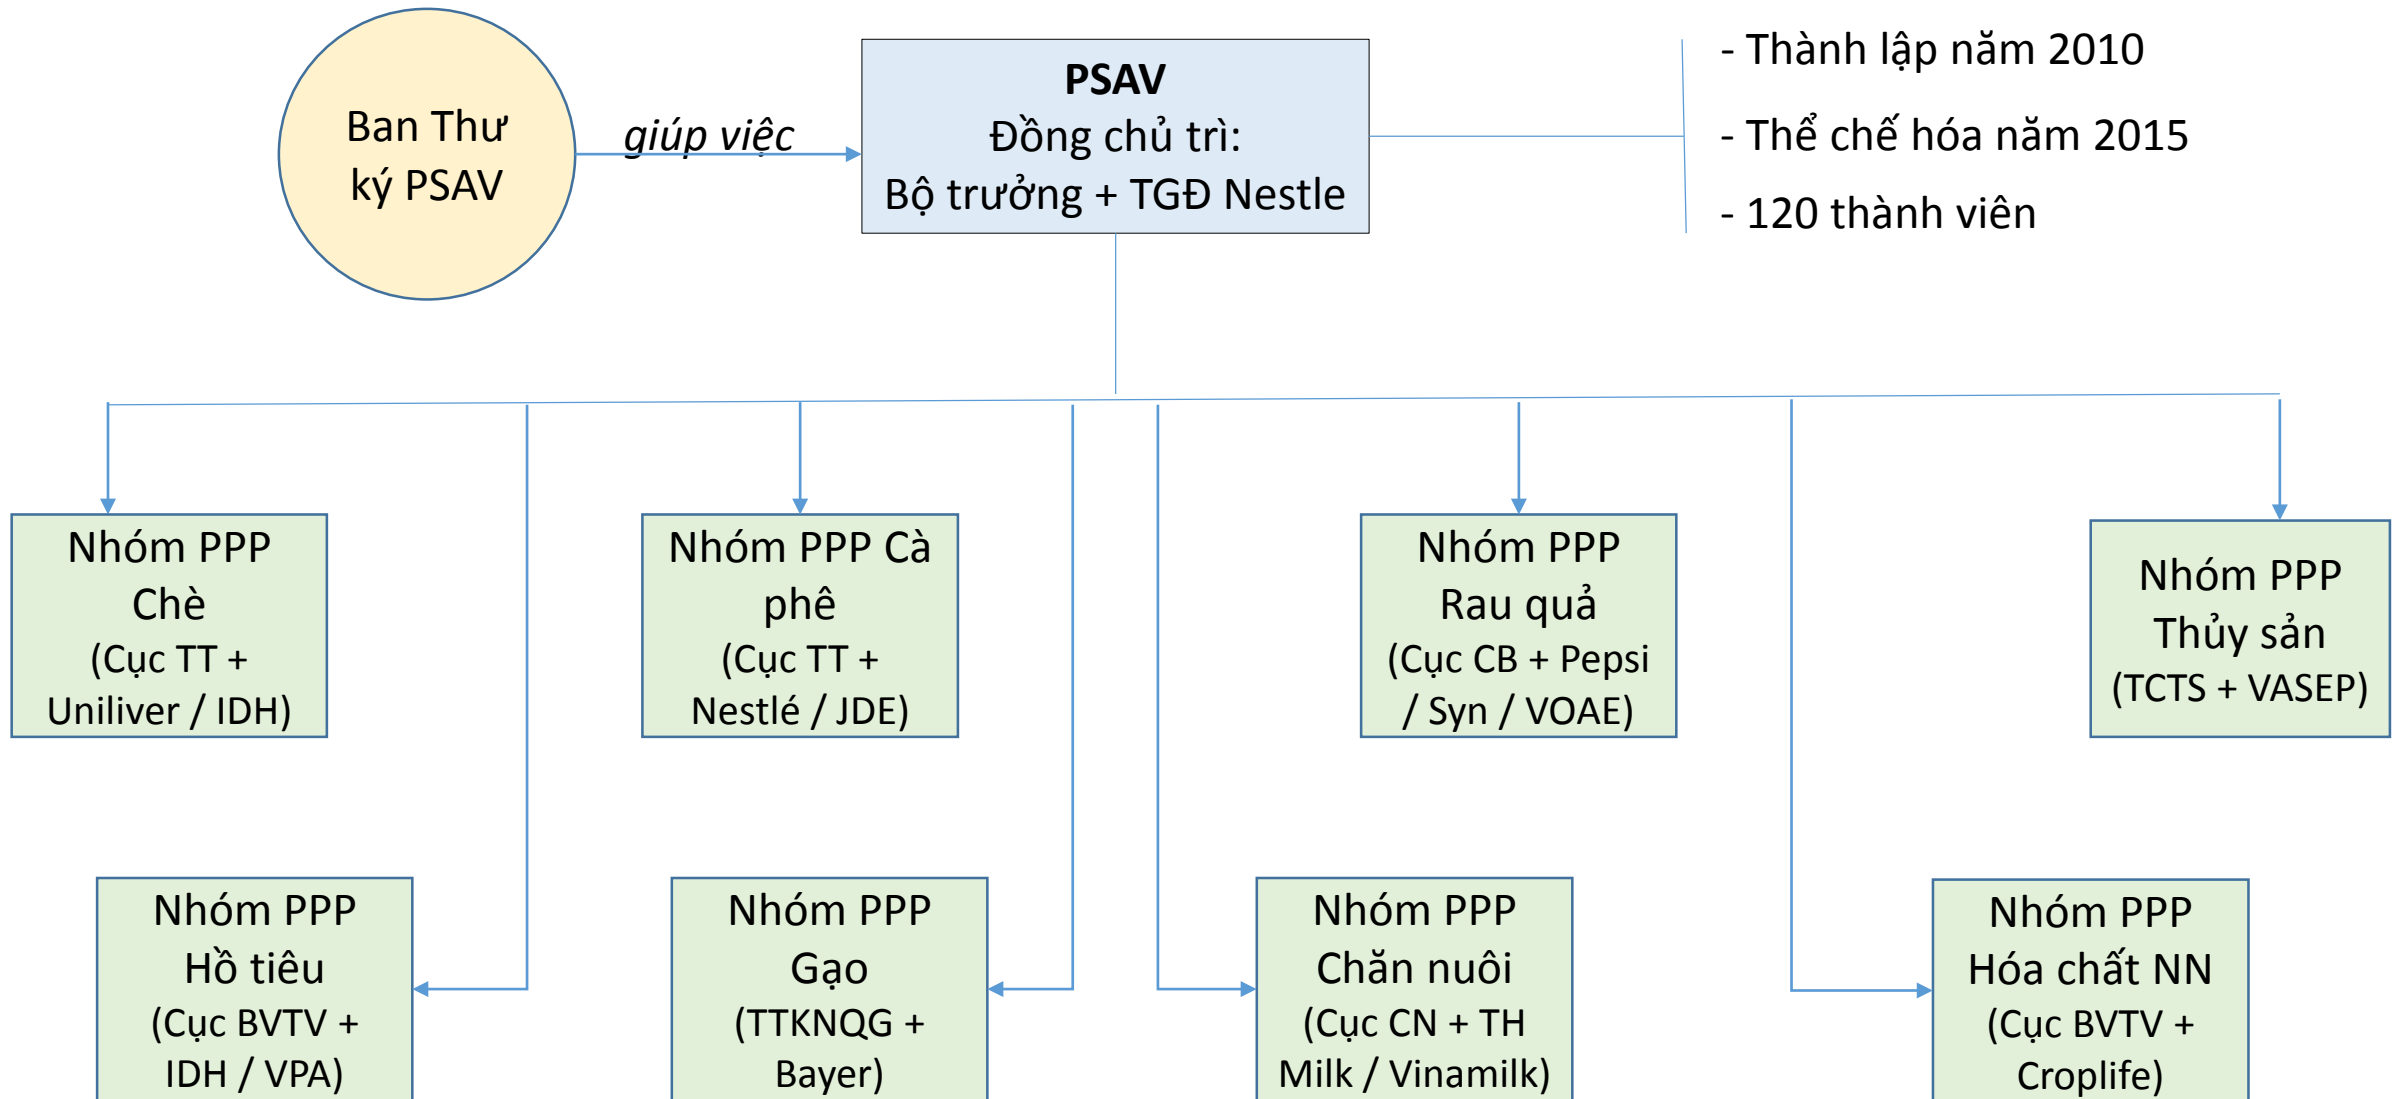 Ban Thư
ký PSAV
giúp việc
PSAV
Đồng chủ trì:
Bộ trưởng + TGĐ Nestle
- Thành lập năm 2010
- Thể chế hóa năm 2015
- 120 thành viên
Nhóm PPP
Chè
(Cục TT +
Uniliver / IDH)
Nhóm PPP Cà
phê
(Cục TT +
Nestlé / JDE)
Nhóm PPP
Rau quả
(Cục CB + Pepsi
/ Syn / VOAE)
Nhóm PPP
Thủy sản
(TCTS + VASEP)
Nhóm PPP
Hồ tiêu
(Cục BVTV +
IDH / VPA)
Nhóm PPP
Gạo
(TTKNQG +
Bayer)
Nhóm PPP
Chăn nuôi
(Cục CN + TH
Milk / Vinamilk)
Nhóm PPP
Hóa chất NN
(Cục BVTV +
Croplife)